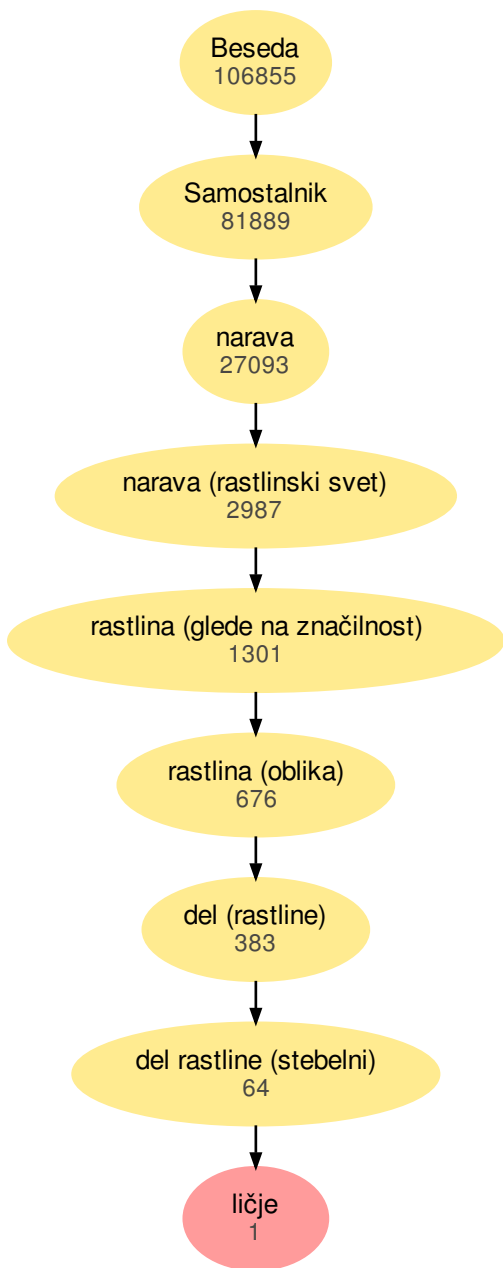 Beseda
106855
Samostalnik
81889
narava
27093
narava (rastlinski svet)
2987
rastlina (glede na značilnost)
1301
rastlina (oblika)
676
del (rastline)
383
del rastline (stebelni)
64
ličje
1